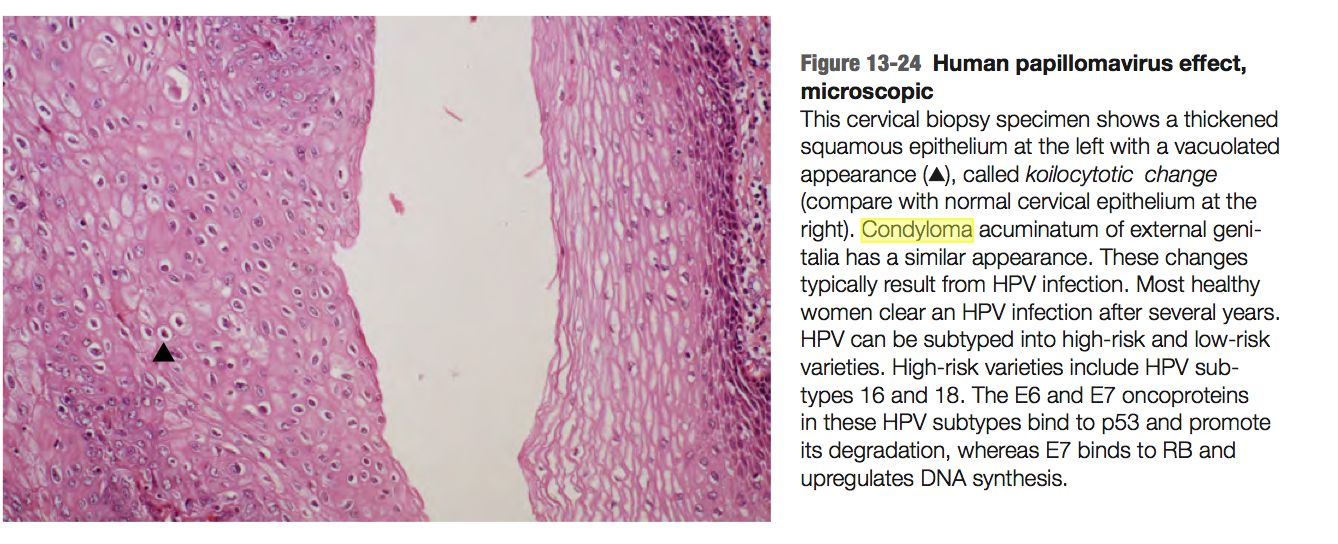 Figure 13-24 Human papillomavirus effect,
microscopic
This cervical biopsy specimen shows a thickened
squamous epithelium at the left with a vacuolated
appearance (▲), called koilocytotic change
(compare with normal cervical epithelium at the
right). Condyloma acuminatum of external geni-
talia has a similar appearance. These changes
typically result from HPV infection. Most healthy
women clear an HPV infection after several years.
HPV can be subtyped into high-risk and low-risk
varieties. High-risk varieties include HPV sub-
types 16 and 18. The E6 and E7 oncoproteins
in these HPV subtypes bind to p53 and promote
its degradation, whereas E7 binds to RB and
upregulates DNA synthesis.